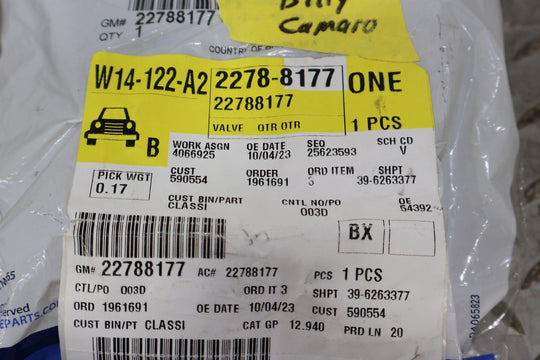 GM# 22788177
QTY 1
Billy
Camaro
COUNTRY OF
W14-122-A2
2278-8177
22788177
ONE
VALVE QTR QTR
1 PCS
B
WORK ASGN OE DATE SEQ SCH CD
4066925 10/04/23 25623593 V
PICK WGT
0.17
CUST ORDER ORD ITEM SHPT
590554 1961691 3 39-6263377
CUST BIN/PART CNTL NO/PO OE
CLASSI 003D 54392
BX
GM# 22788177 AC# 22788177 PCS 1 PCS
CTL/PO 003D ORD IT 3 SHPT 39-6263377
ORD 1961691 OE DATE 10/04/23 CUST 590554
CUST BIN/PT CLASSI CAT GP 12.940 PRD LN 20